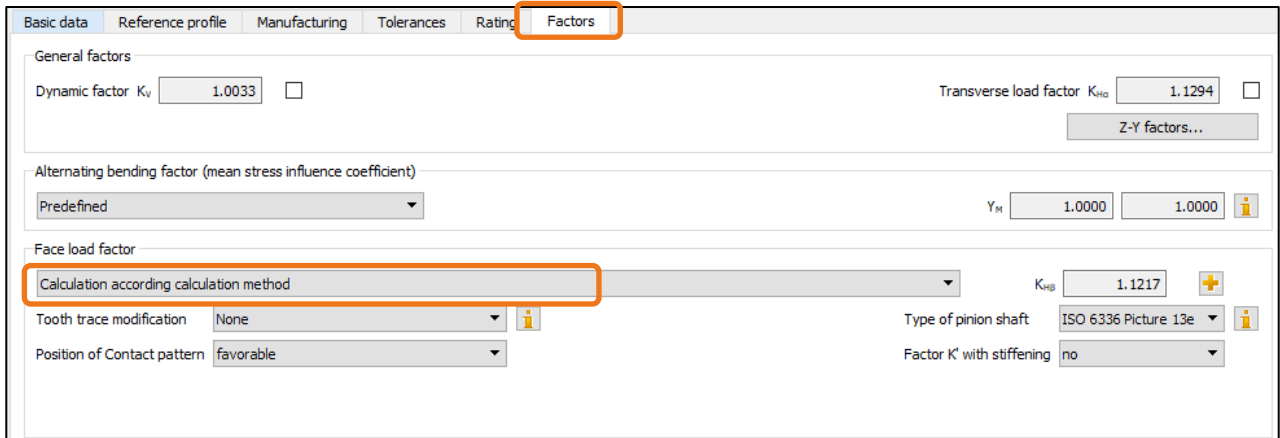 Basic data Reference profile Manufacturing Tolerances Rating Factors
General factors
Dynamic factor Kᵥ 1.0033 Transverse load factor K_Hα 1.1294
Z-Y factors...
Alternating bending factor (mean stress influence coefficient)
Predefined Y_M 1.0000 1.0000
Face load factor
Calculation according calculation method K_Hβ 1.1217
Tooth trace modification None Type of pinion shaft ISO 6336 Picture 13e
Position of Contact pattern favorable Factor K' with stiffening no